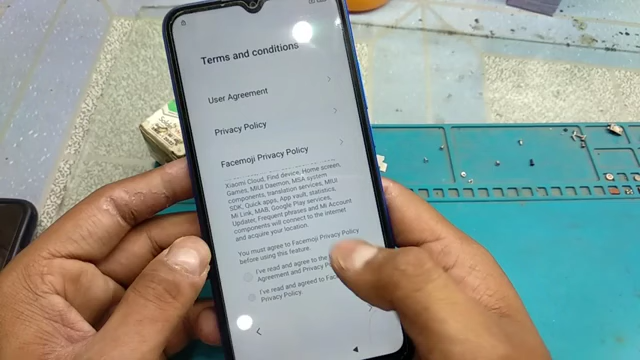 Terms and conditions
User Agreement
Privacy Policy
Facemoji Privacy Policy
Xiaomi Cloud, Find device, Home screen,
Games, MIUI Daemon, MSA system
components, translation services, MIUI
SDK, Quick apps, App vault, statistics,
Mi Link, MAB, Google Play services,
Updater, Frequent phrases and Mi Account
components will connect to the internet
and acquire your location.
You must agree to Facemoji Privacy Policy
before using this feature.
I've read and agree to the
Agreement and Privacy
I've read and agreed to
Privacy Policy.